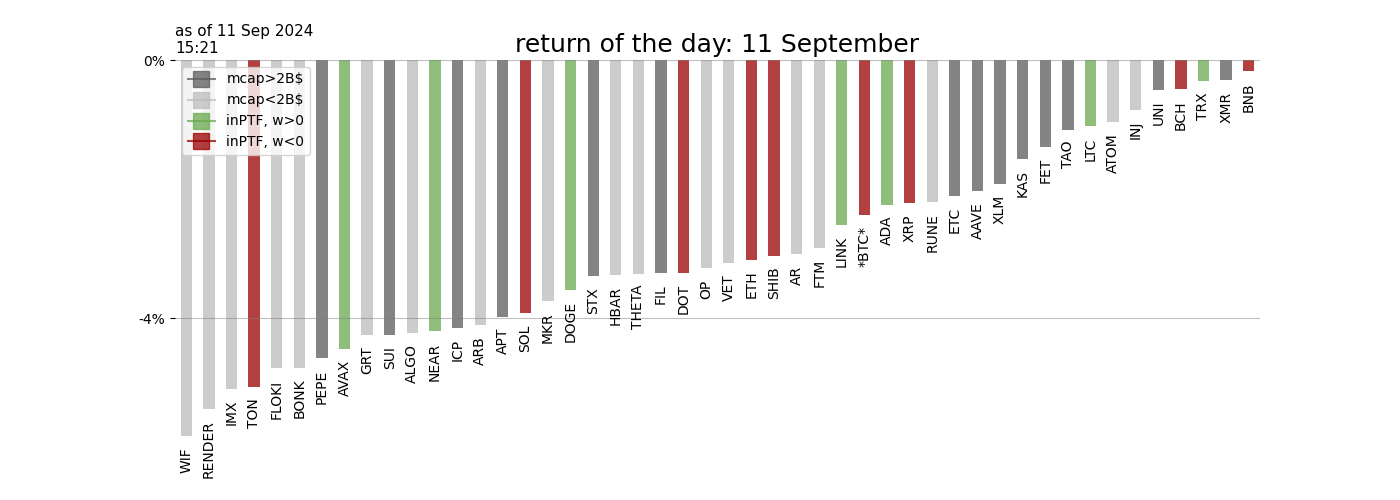 as of 11 Sep 2024
15:21
return of the day: 11 September
0%
-4%
mcap>2B$
mcap<2B$
inPTF, w>0
inPTF, w<0
WIF
RENDER
IMX
TON
FLOKI
BONK
PEPE
AVAX
GRT
SUI
ALGO
NEAR
ICP
ARB
APT
SOL
MKR
DOGE
STX
HBAR
THETA
FIL
DOT
OP
VET
ETH
SHIB
AR
FTM
LINK
*BTC*
ADA
XRP
RUNE
ETC
AAVE
XLM
KAS
FET
TAO
LTC
ATOM
INJ
UNI
BCH
TRX
XMR
BNB